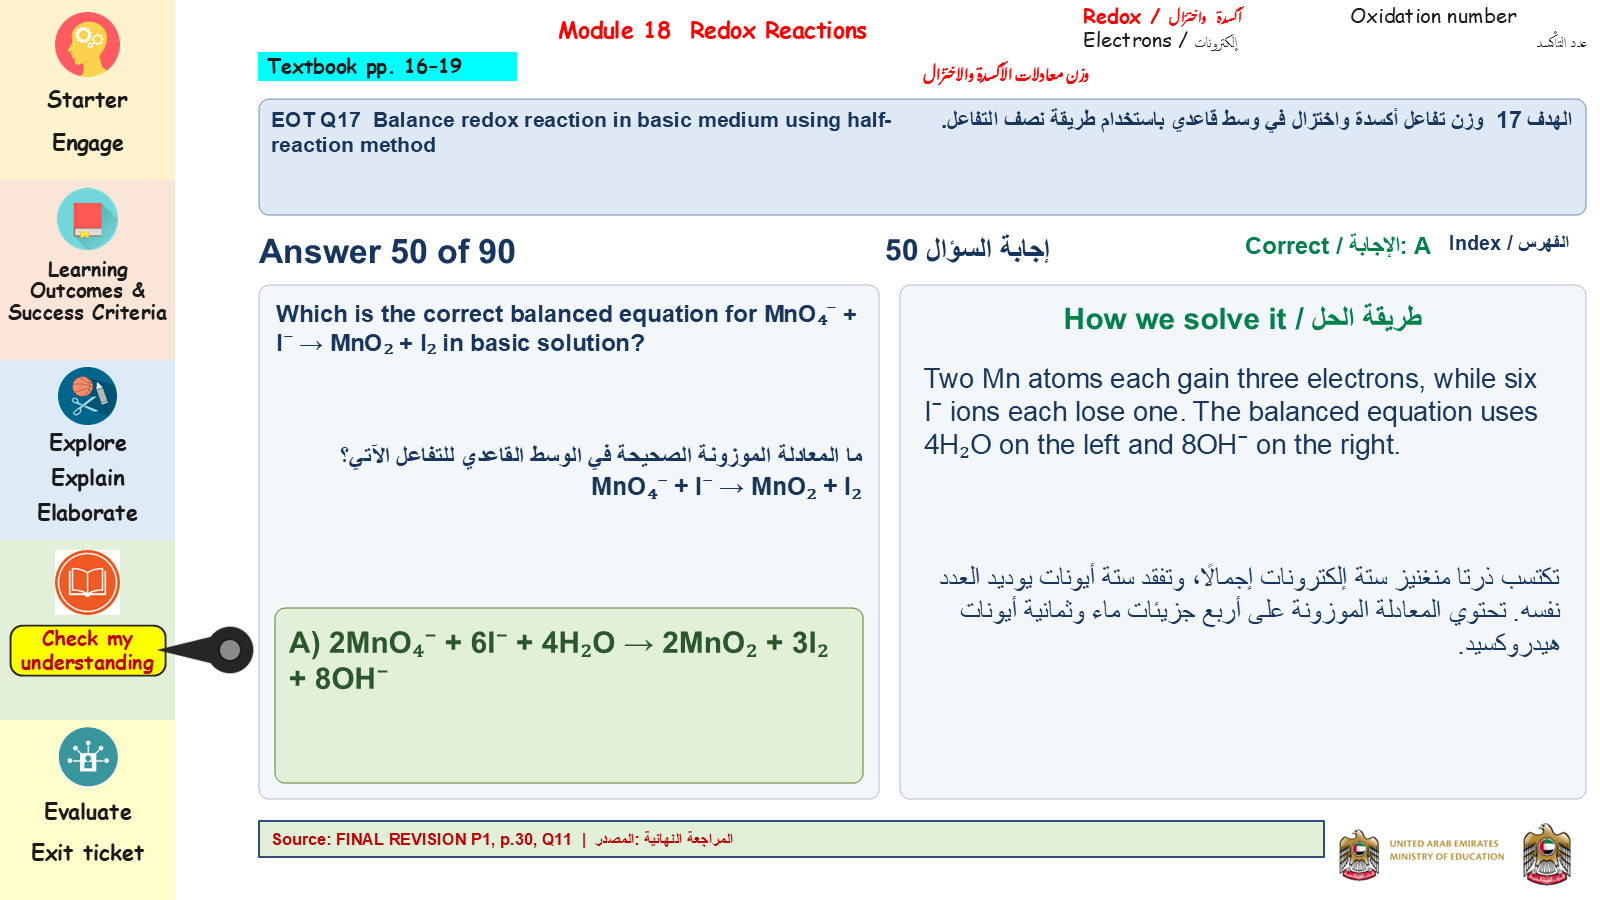 Starter
Engage
Learning
Outcomes &
Success Criteria
Explore
Explain
Elaborate
Check my
understanding
Evaluate
Exit ticket
Module 18 Redox Reactions
Redox / أكسدة واختزال
Electrons / إلكترونات
Oxidation number
عدد التأكسد
Textbook pp. 16–19
وزن معادلات الأكسدة والاختزال
EOT Q17 Balance redox reaction in basic medium using half-
reaction method
الهدف 17 وزن تفاعل أكسدة واختزال في وسط قاعدي باستخدام طريقة نصف التفاعل.
Answer 50 of 90
إجابة السؤال 50
Correct / الإجابة: A
Index / الفهرس
Which is the correct balanced equation for MnO₄⁻ +
I⁻ → MnO₂ + I₂ in basic solution?
ما المعادلة الموزونة الصحيحة في الوسط القاعدي للتفاعل الآتي؟
MnO₄⁻ + I⁻ → MnO₂ + I₂
A) 2MnO₄⁻ + 6I⁻ + 4H₂O → 2MnO₂ + 3I₂
+ 8OH⁻
How we solve it / طريقة الحل
Two Mn atoms each gain three electrons, while six
I⁻ ions each lose one. The balanced equation uses
4H₂O on the left and 8OH⁻ on the right.
تكتسب ذرتا منغنيز ستة إلكترونات إجمالًا، وتفقد ستة أيونات يوديد العدد
نفسه. تحتوي المعادلة الموزونة على أربع جزيئات ماء وثمانية أيونات
هيدروكسيد.
Source: FINAL REVISION P1, p.30, Q11 | المراجعة النهائية :المصدر
UNITED ARAB EMIRATES
MINISTRY OF EDUCATION